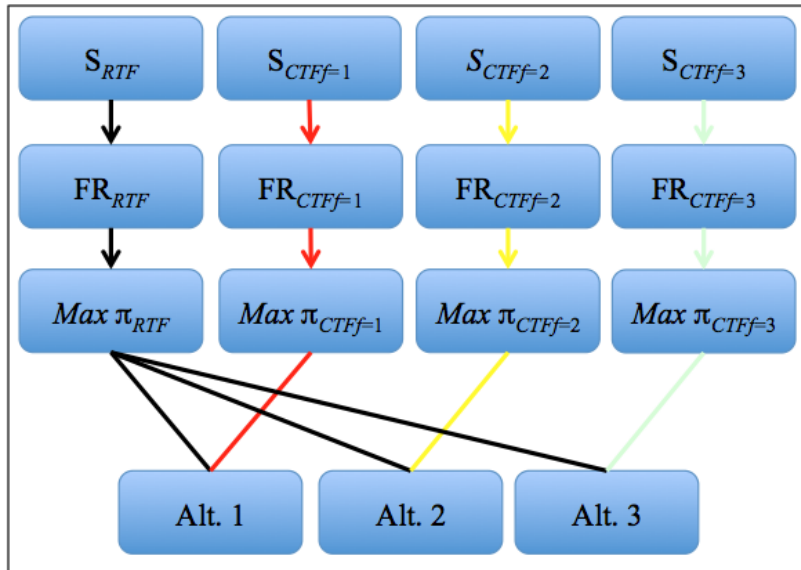 S_RTF S_CTFf=1 S_CTFf=2 S_CTFf=3
FR_RTF FR_CTFf=1 FR_CTFf=2 FR_CTFf=3
Max π_RTF Max π_CTFf=1 Max π_CTFf=2 Max π_CTFf=3
Alt. 1 Alt. 2 Alt. 3